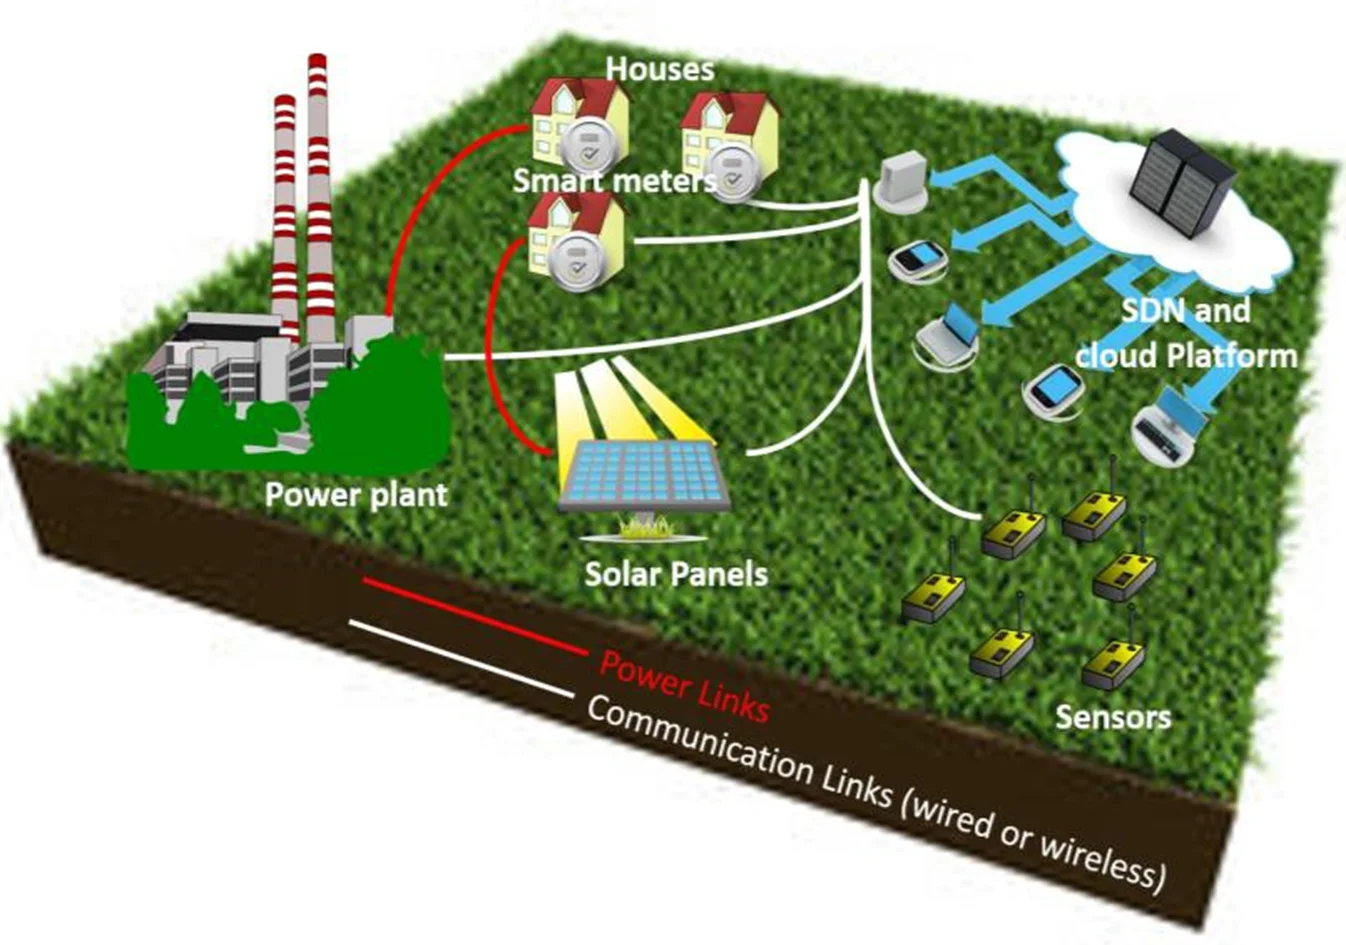 Houses
Smart meters
SDN and
cloud Platform
Power plant
Solar Panels
Sensors
Power Links
Communication Links (wired or wireless)